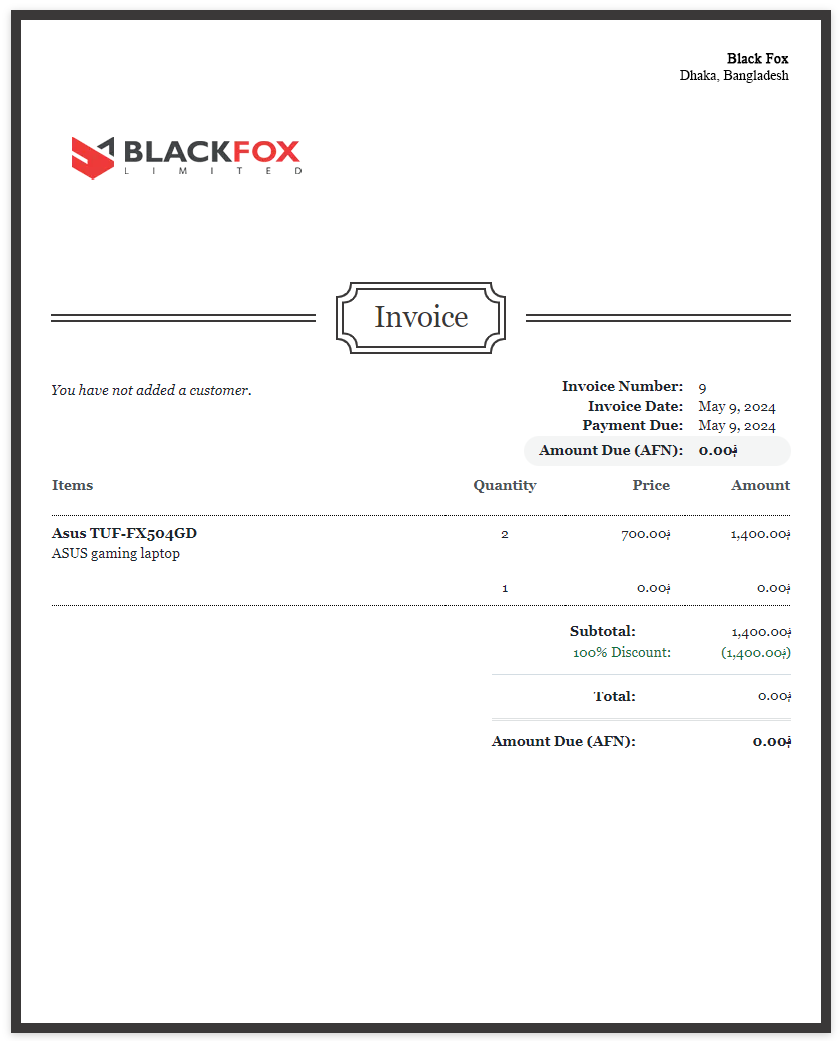 Black Fox
Dhaka, Bangladesh
BLACKFOX
LIMITED
Invoice
You have not added a customer.
Invoice Number: 9
Invoice Date: May 9, 2024
Payment Due: May 9, 2024
Amount Due (AFN): 0.00؋
Items Quantity Price Amount
Asus TUF-FX504GD 2 700.00؋ 1,400.00؋
ASUS gaming laptop
1 0.00؋ 0.00؋
Subtotal: 1,400.00؋
100% Discount: (1,400.00؋)
Total: 0.00؋
Amount Due (AFN): 0.00؋